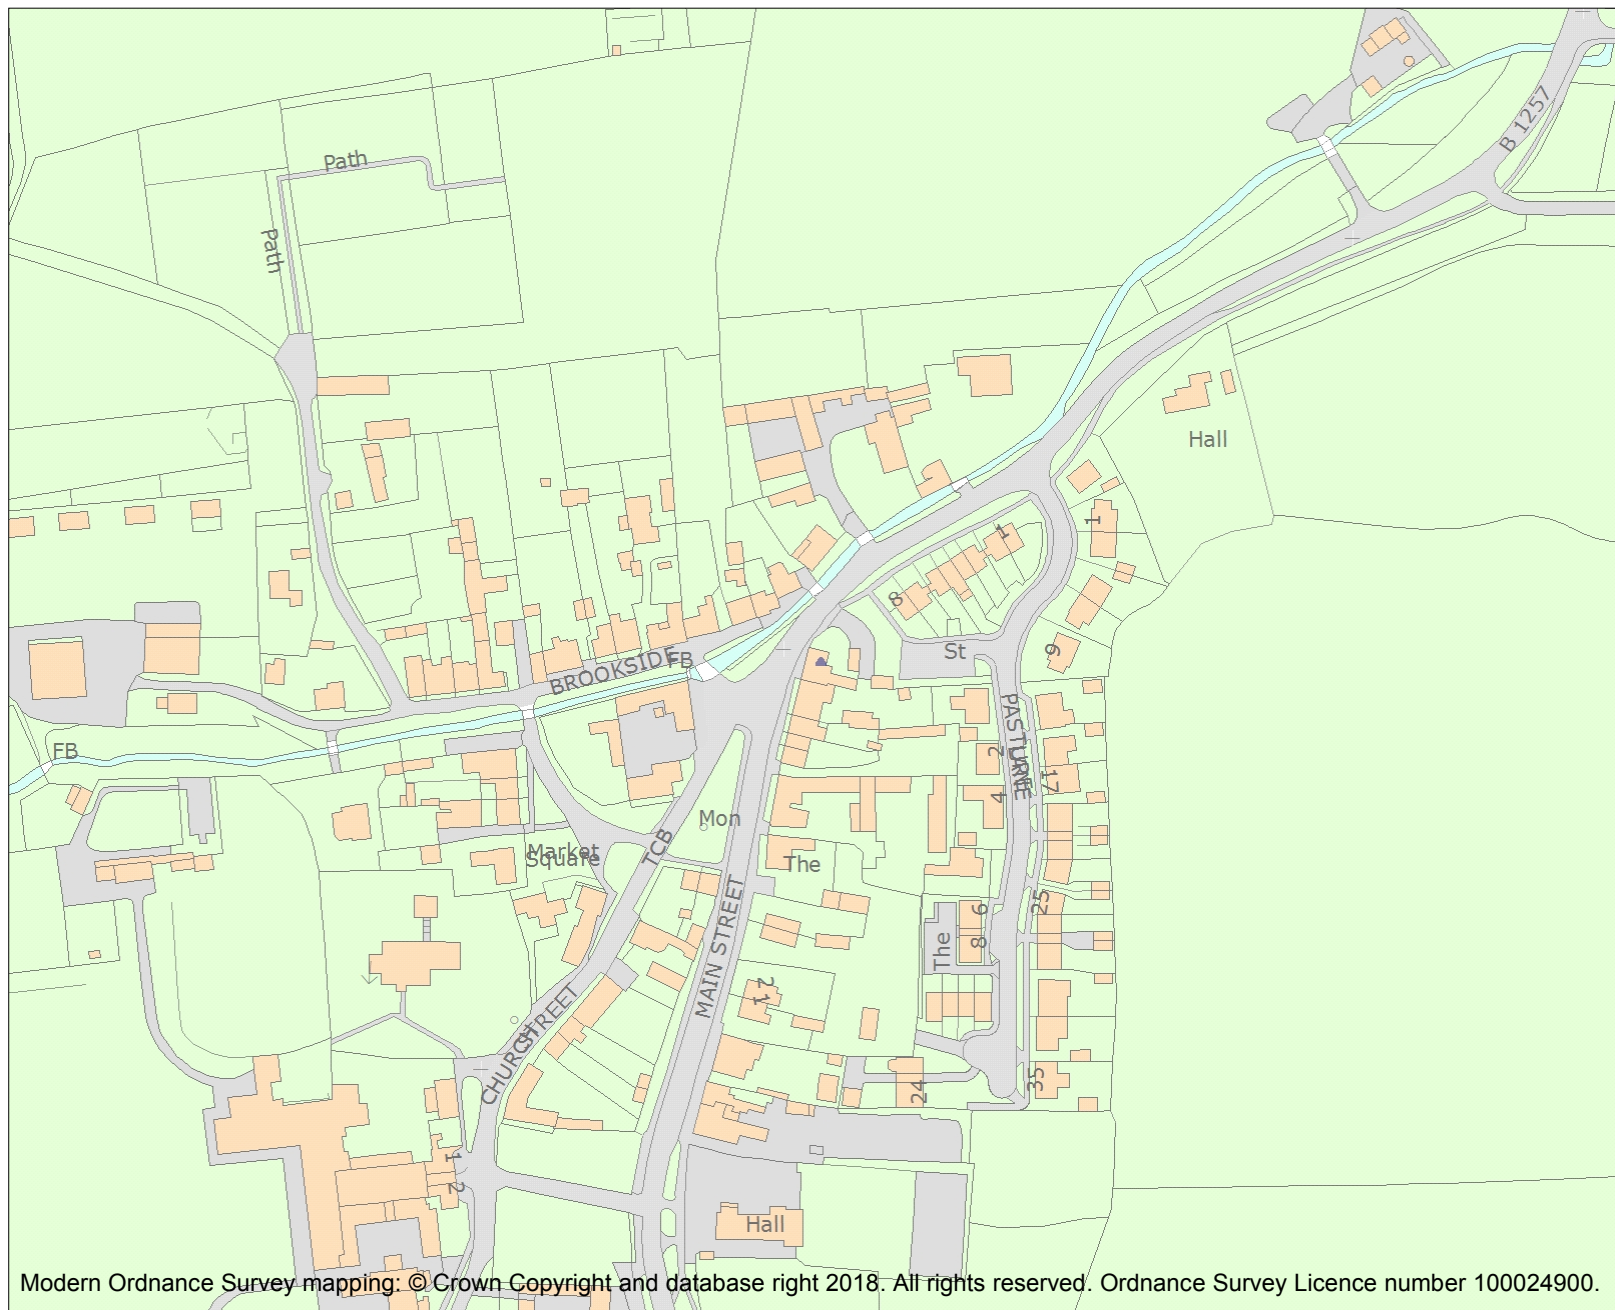 B 1257
Path
Path
Hall
1
1
8
St
9
BROOKSIDE
FB
FB
PASTURE
LANE
2
17
4
Mon
TCB
Market
Square
The
MAIN STREET
25
6
8
The
21
CHURCH
STREET
35
24
1
2
Hall
Modern Ordnance Survey mapping: © Crown Copyright and database right 2018. All rights reserved. Ordnance Survey Licence number 100024900.